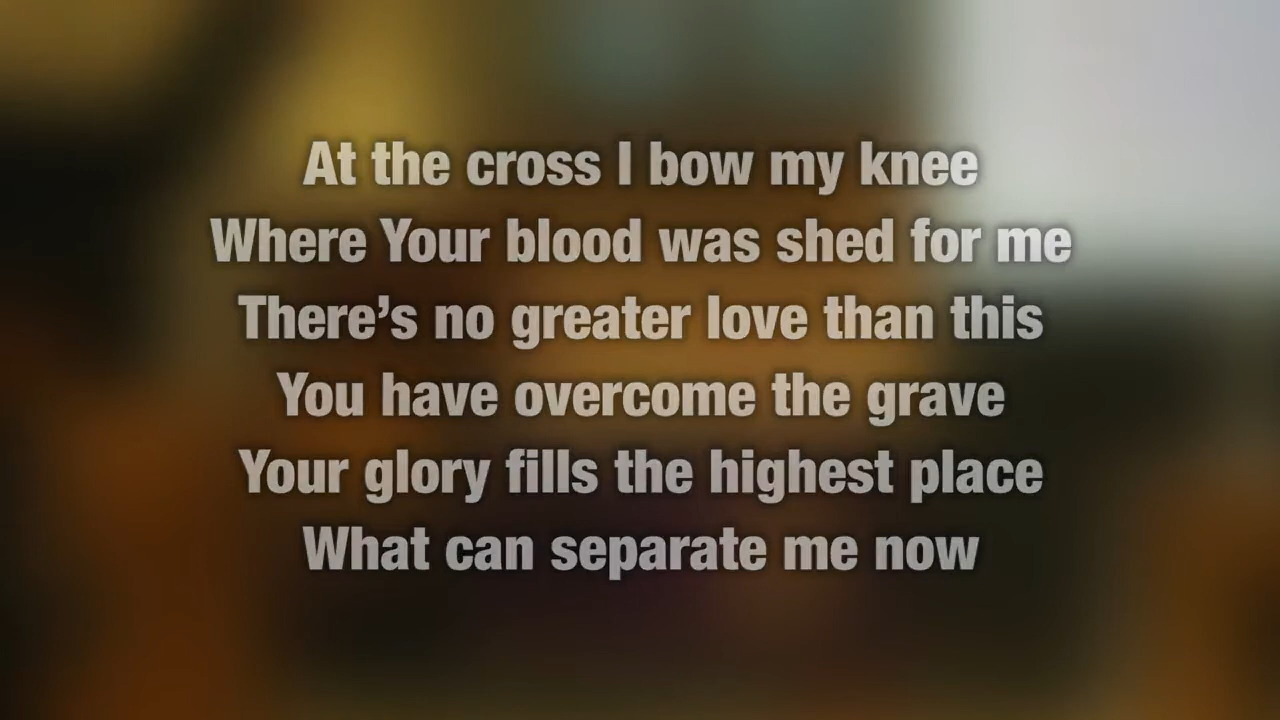 At the cross I bow my knee
Where Your blood was shed for me
There’s no greater love than this
You have overcome the grave
Your glory fills the highest place
What can separate me now